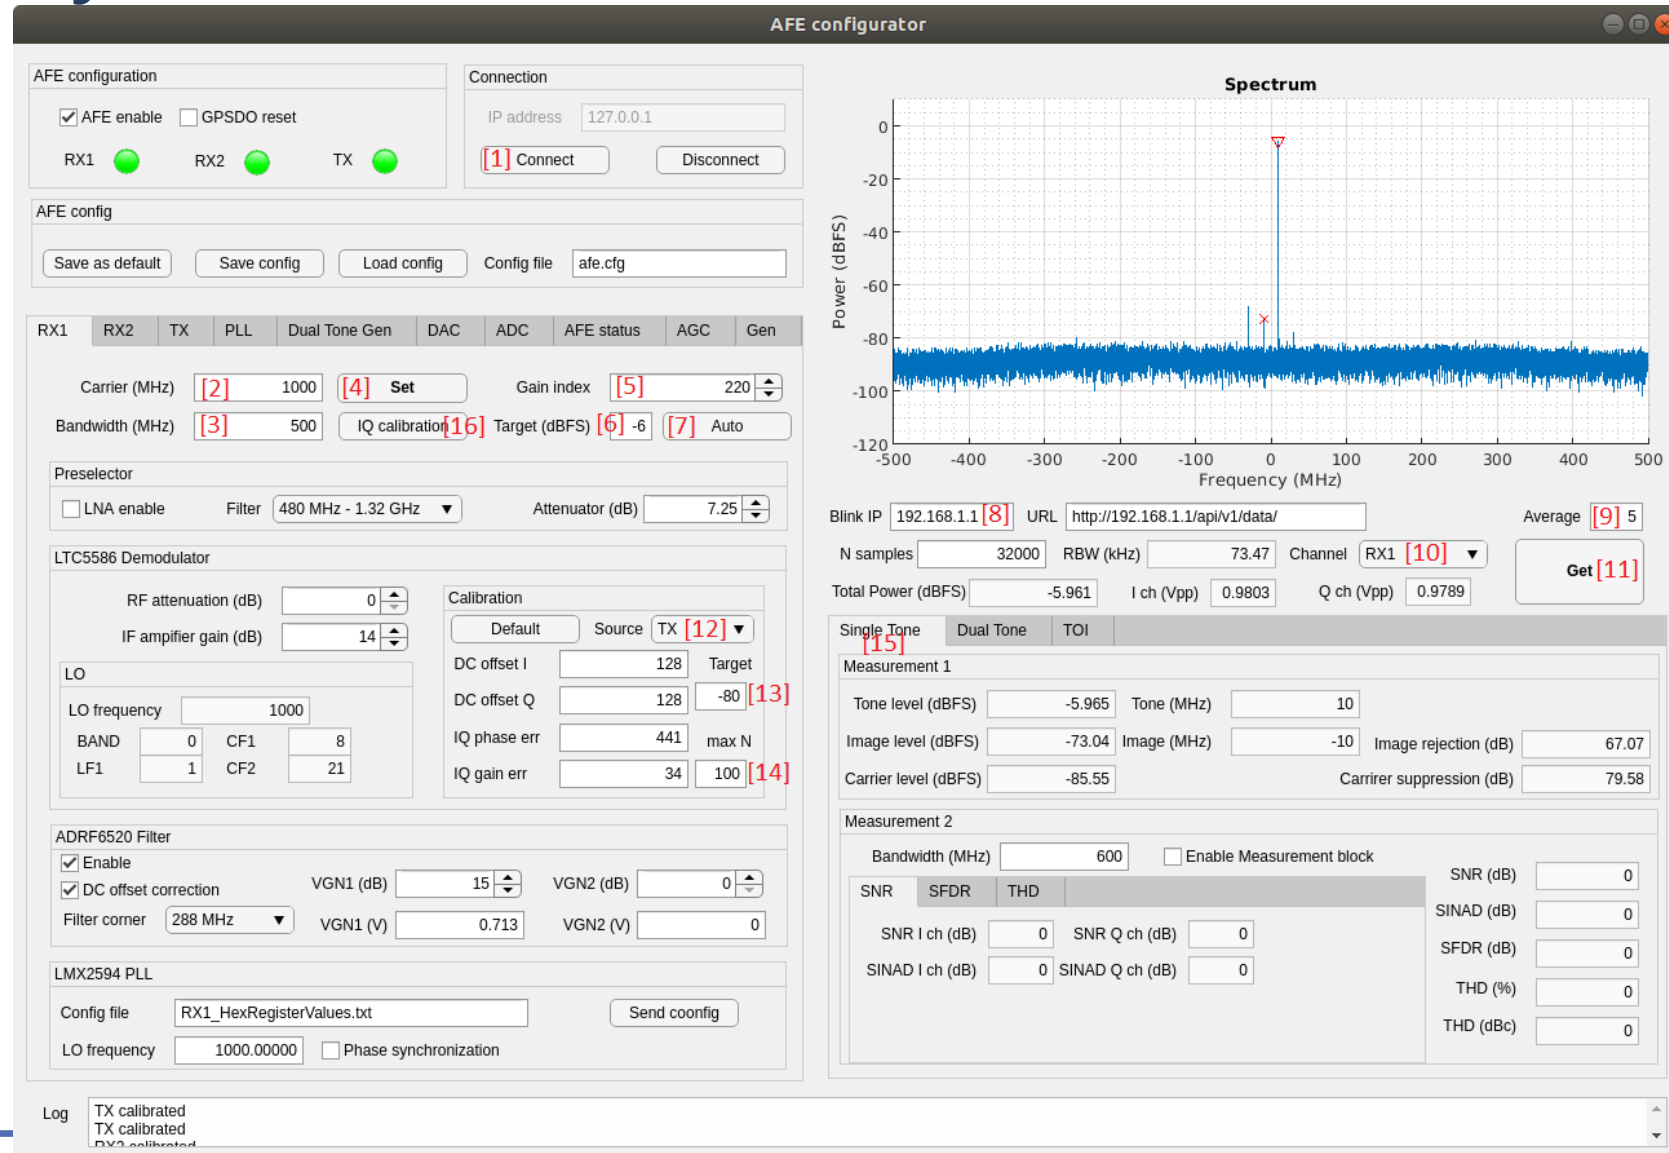 AFE configurator
AFE configuration
AFE enable GPSDO reset
RX1 RX2 TX
Connection
IP address 127.0.0.1
[1] Connect Disconnect
AFE config
Save as default Save config Load config Config file afe.cfg
RX1 RX2 TX PLL Dual Tone Gen DAC ADC AFE status AGC Gen
Carrier (MHz) [2] 1000 [4] Set Gain index [5] 220
Bandwidth (MHz) [3] 500 IQ calibration [16] Target (dBFS) [6] -6 [7] Auto
Preselector
LNA enable Filter 480 MHz - 1.32 GHz Attenuator (dB) 7.25
LTC5586 Demodulator
RF attenuation (dB) 0
IF ampifier gain (dB) 14
LO
LO frequency 1000
BAND 0 CF1 8
LF1 1 CF2 21
Calibration
Default Source TX [12]
DC offset I 128 Target
DC offset Q 128 -80 [13]
IQ phase err 441 max N
IQ gain err 34 100 [14]
ADRF6520 Filter
Enable
DC offset correction VGN1 (dB) 15 VGN2 (dB) 0
Filter corner 288 MHz VGN1 (V) 0.713 VGN2 (V) 0
LMX2594 PLL
Config file RX1_HexRegisterValues.txt Send coonfig
LO frequency 1000.00000 Phase synchronization
Spectrum
Power (dBFS)
0
-20
-40
-60
-80
-100
-120
-500 -400 -300 -200 -100 0 100 200 300 400 500
Frequency (MHz)
Blink IP 192.168.1.1 [8] URL http://192.168.1.1/api/v1/data/ Average [9] 5
N samples 32000 RBW (kHz) 73.47 Channel RX1 [10]
Get [11]
Total Power (dBFS) -5.961 I ch (Vpp) 0.9803 Q ch (Vpp) 0.9789
Single Tone Dual Tone TOI
[15]
Measurement 1
Tone level (dBFS) -5.965 Tone (MHz) 10
Image level (dBFS) -73.04 Image (MHz) -10 Image rejection (dB) 67.07
Carrier level (dBFS) -85.55 Carrirer suppression (dB) 79.58
Measurement 2
Bandwidth (MHz) 600 Enable Measurement block
SNR SFDR THD
SNR I ch (dB) 0 SNR Q ch (dB) 0
SINAD I ch (dB) 0 SINAD Q ch (dB) 0
SNR (dB) 0
SINAD (dB) 0
SFDR (dB) 0
THD (%) 0
THD (dBc) 0
Log TX calibrated
TX calibrated
RX2 calibrated